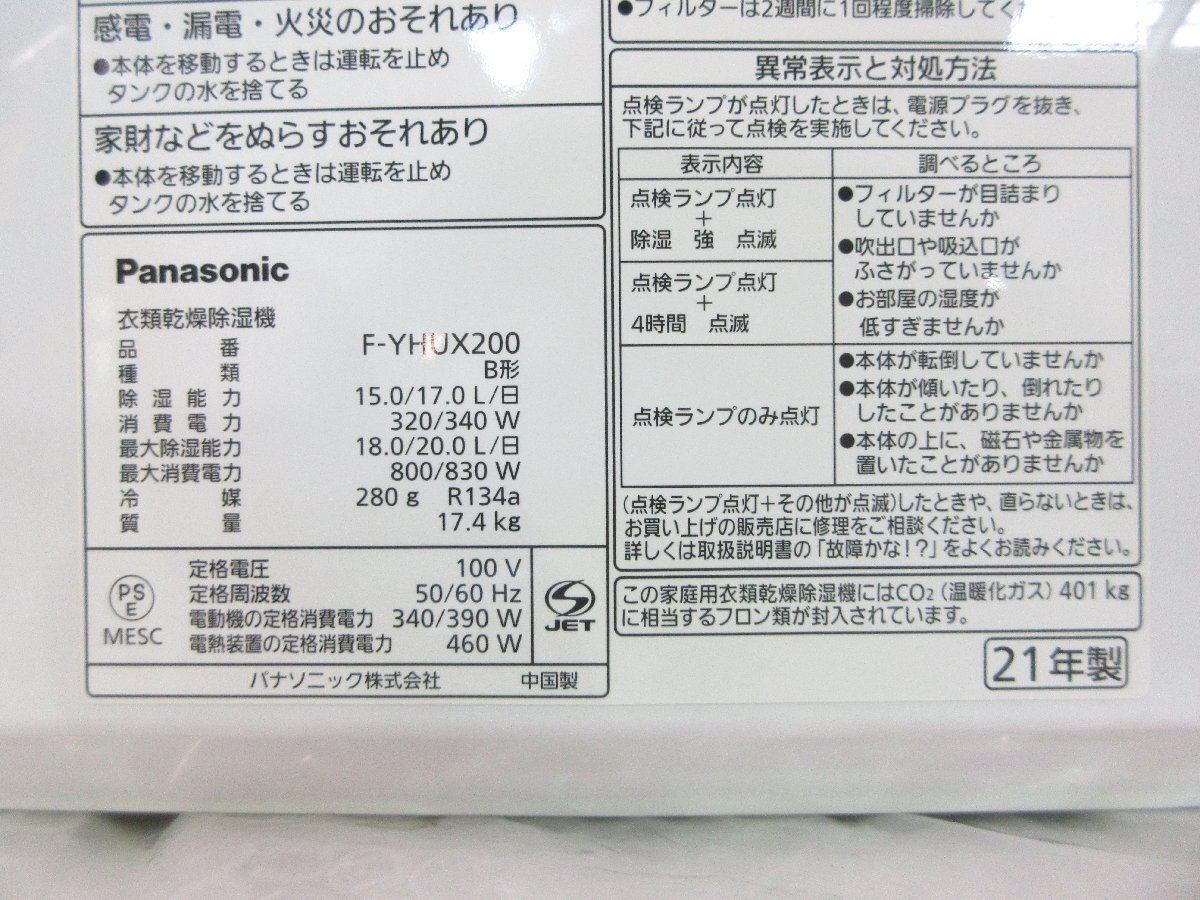 感電・漏電・火災のおそれあり
●本体を移動するときは運転を止め
タンクの水を捨てる
家財などをぬらすおそれあり
●本体を移動するときは運転を止め
タンクの水を捨てる
Panasonic
衣類乾燥除湿機
品番 F-YHUX200
種類 B形
除湿能力 15.0/17.0 L/日
消費電力 320/340 W
最大除湿能力 18.0/20.0 L/日
最大消費電力 800/830 W
冷媒 280 g R134a
質量 17.4 kg
PS
E
MESC
定格電圧 100 V
定格周波数 50/60 Hz
電動機の定格消費電力 340/390 W
電熱装置の定格消費電力 460 W
JET
パナソニック株式会社 中国製
●フィルターは2週間に1回程度掃除してく
異常表示と対処方法
点検ランプが点灯したときは、電源プラグを抜き、
下記に従って点検を実施してください。
表示内容 調べるところ
点検ランプ点灯
+
除湿 強 点滅
点検ランプ点灯
+
4時間 点滅
●フィルターが目詰まり
していませんか
●吹出口や吸込口が
ふさがっていませんか
●お部屋の湿度が
低すぎませんか
点検ランプのみ点灯
●本体が転倒していませんか
●本体が傾いたり、倒れたり
したことがありませんか
●本体の上に、磁石や金属物を
置いたことがありませんか
(点検ランプ点灯+その他が点滅)したときや、直らないときは、
お買い上げの販売店に修理をご相談ください。
詳しくは取扱説明書の「故障かな!?」をよくお読みください。
この家庭用衣類乾燥除湿機にはCO2(温暖化ガス)401 kg
に相当するフロン類が封入されています。
21年製